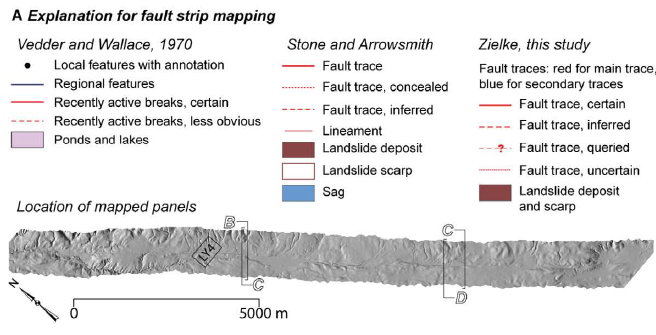 A Explanation for fault strip mapping
Vedder and Wallace, 1970
Local features with annotation
Regional features
Recently active breaks, certain
Recently active breaks, less obvious
Ponds and lakes
Stone and Arrowsmith
Fault trace
Fault trace, concealed
Fault trace, inferred
Lineament
Landslide deposit
Landslide scarp
Sag
Zielke, this study
Fault traces: red for main trace,
blue for secondary traces
Fault trace, certain
Fault trace, inferred
? Fault trace, queried
Fault trace, uncertain
Landslide deposit
and scarp
Location of mapped panels
B
C
LY4
C
D
N
0 5000 m